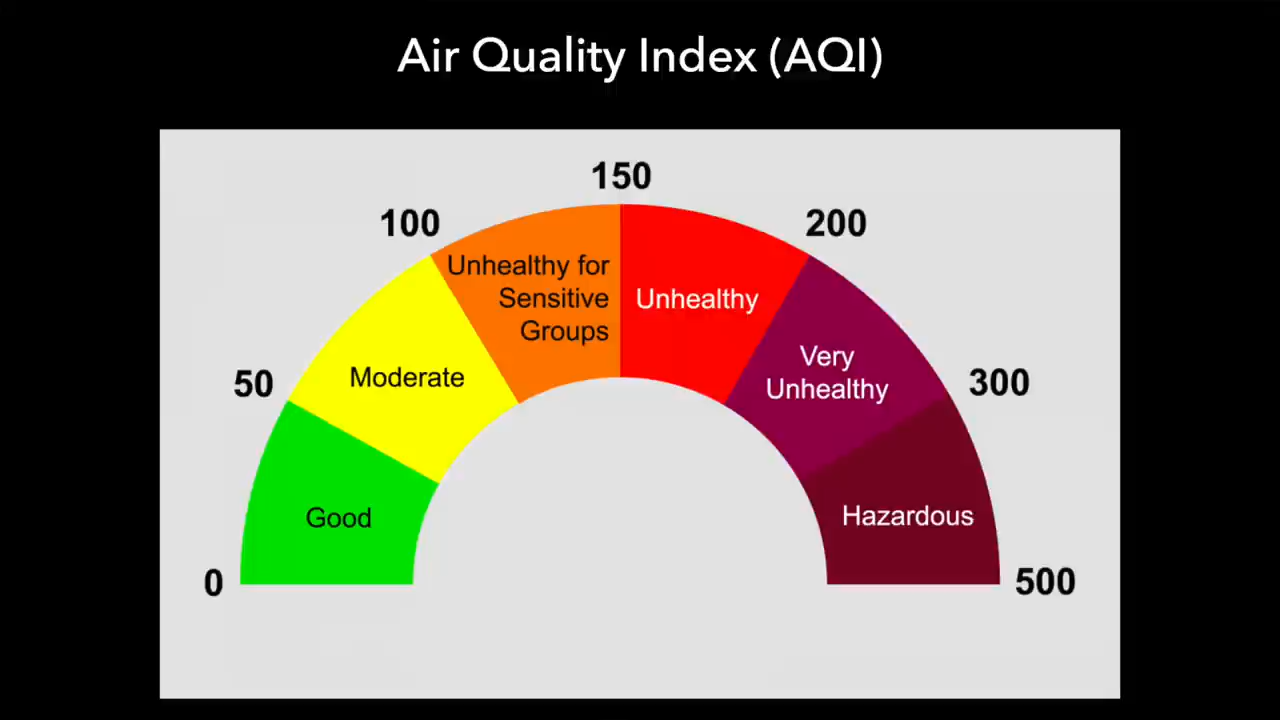 Air Quality Index (AQI)
150
100
200
Unhealthy for
Sensitive
Groups
Unhealthy
Very
Unhealthy
Moderate
50
300
Good
Hazardous
0
500